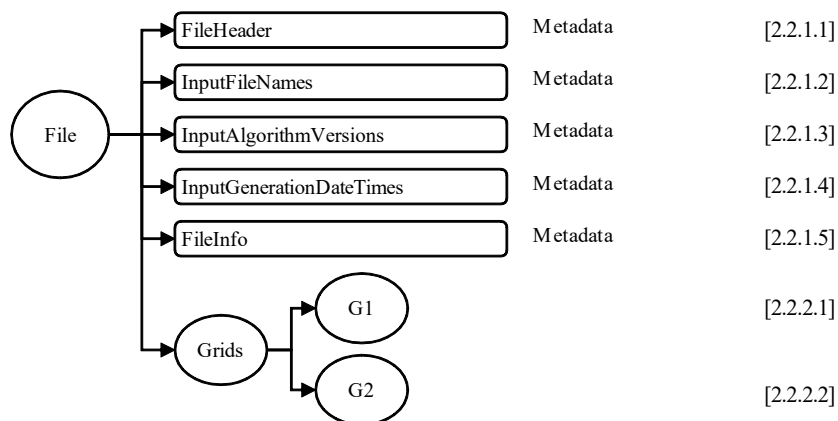 FileHeader Metadata [2.2.1.1]
InputFileNames Metadata [2.2.1.2]
File
InputAlgorithmVersions Metadata [2.2.1.3]
InputGenerationDateTimes Metadata [2.2.1.4]
FileInfo Metadata [2.2.1.5]
G1 [2.2.2.1]
Grids
G2 [2.2.2.2]